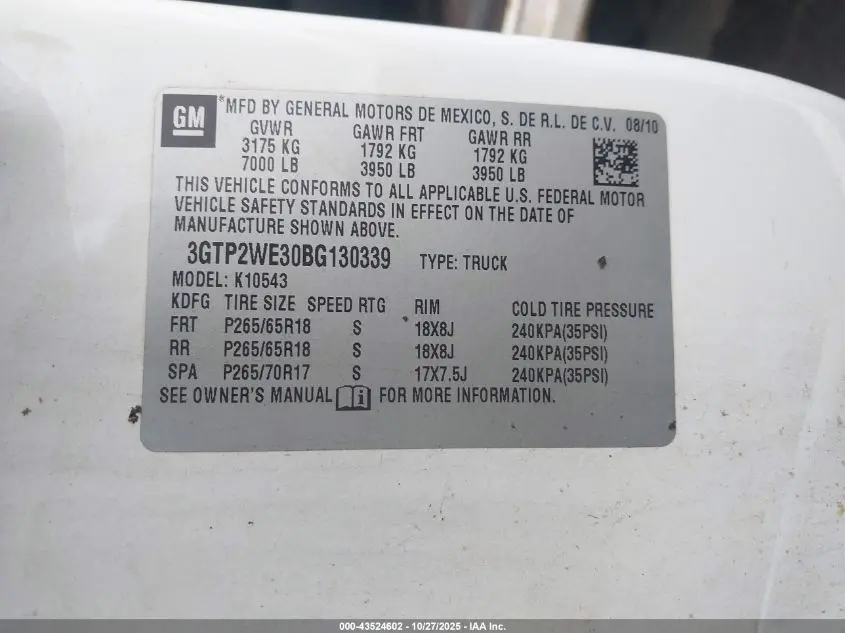 GM *MFD BY GENERAL MOTORS DE MEXICO, S. DE R.L. DE C.V. 08/10
GVWR GAWR FRT GAWR RR
3175 KG 1792 KG 1792 KG
7000 LB 3950 LB 3950 LB
THIS VEHICLE CONFORMS TO ALL APPLICABLE U.S. FEDERAL MOTOR
VEHICLE SAFETY STANDARDS IN EFFECT ON THE DATE OF
MANUFACTURE SHOWN ABOVE.
3GTP2WE30BG130339 TYPE: TRUCK
MODEL: K10543
KDFG TIRE SIZE SPEED RTG RIM COLD TIRE PRESSURE
FRT P265/65R18 S 18X8J 240KPA(35PSI)
RR P265/65R18 S 18X8J 240KPA(35PSI)
SPA P265/70R17 S 17X7.5J 240KPA(35PSI)
SEE OWNER'S MANUAL i FOR MORE INFORMATION.
000-43524602 - 10/27/2025 - IAA Inc.